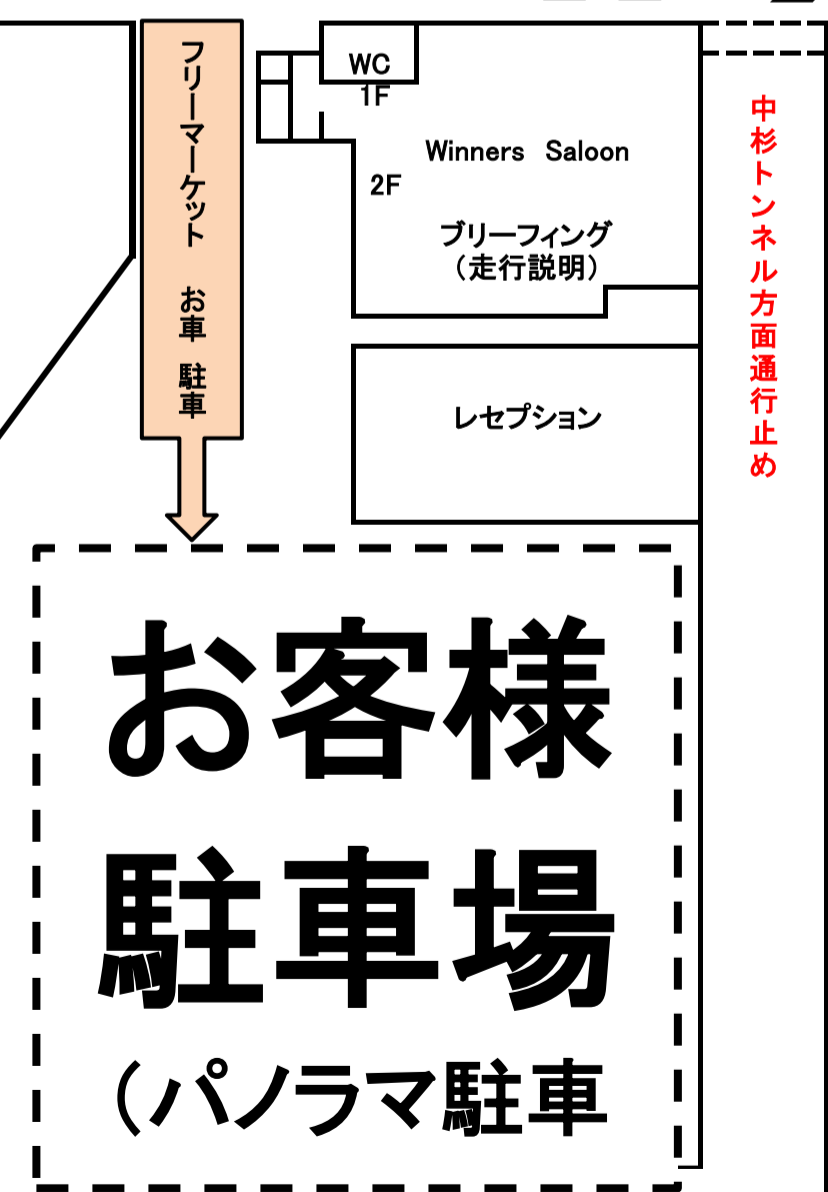 フリーマーケット　お車　駐車
WC
1F
Winners Saloon
2F
ブリーフィング
（走行説明）
中杉トンネル方面通行止め
レセプション
お客様
駐車場
（パノラマ駐車